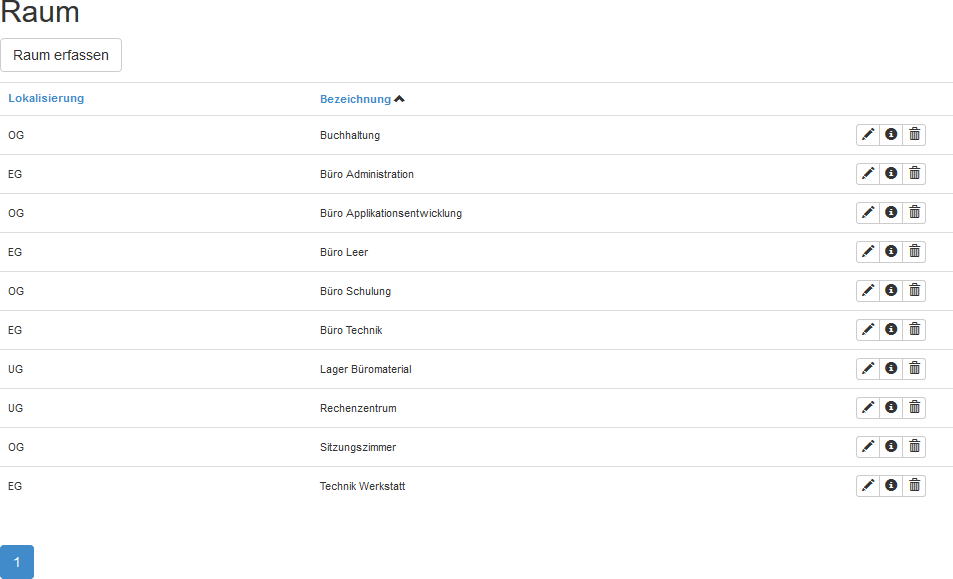 Raum
Raum erfassen
Lokalisierung Bezeichnung
OG Buchhaltung
EG Büro Administration
OG Büro Applikationsentwicklung
EG Büro Leer
OG Büro Schulung
EG Büro Technik
UG Lager Büromaterial
UG Rechenzentrum
OG Sitzungszimmer
EG Technik Werkstatt
1